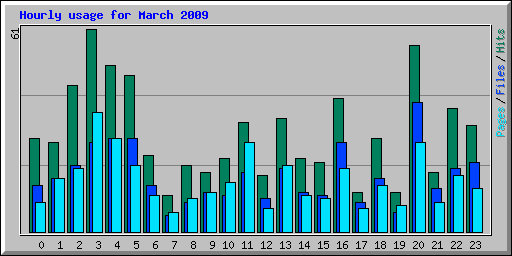 Hourly usage for March 2009
61
Pages/Files/Hits
0 1 2 3 4 5 6 7 8 9 10 11 12 13 14 15 16 17 18 19 20 21 22 23